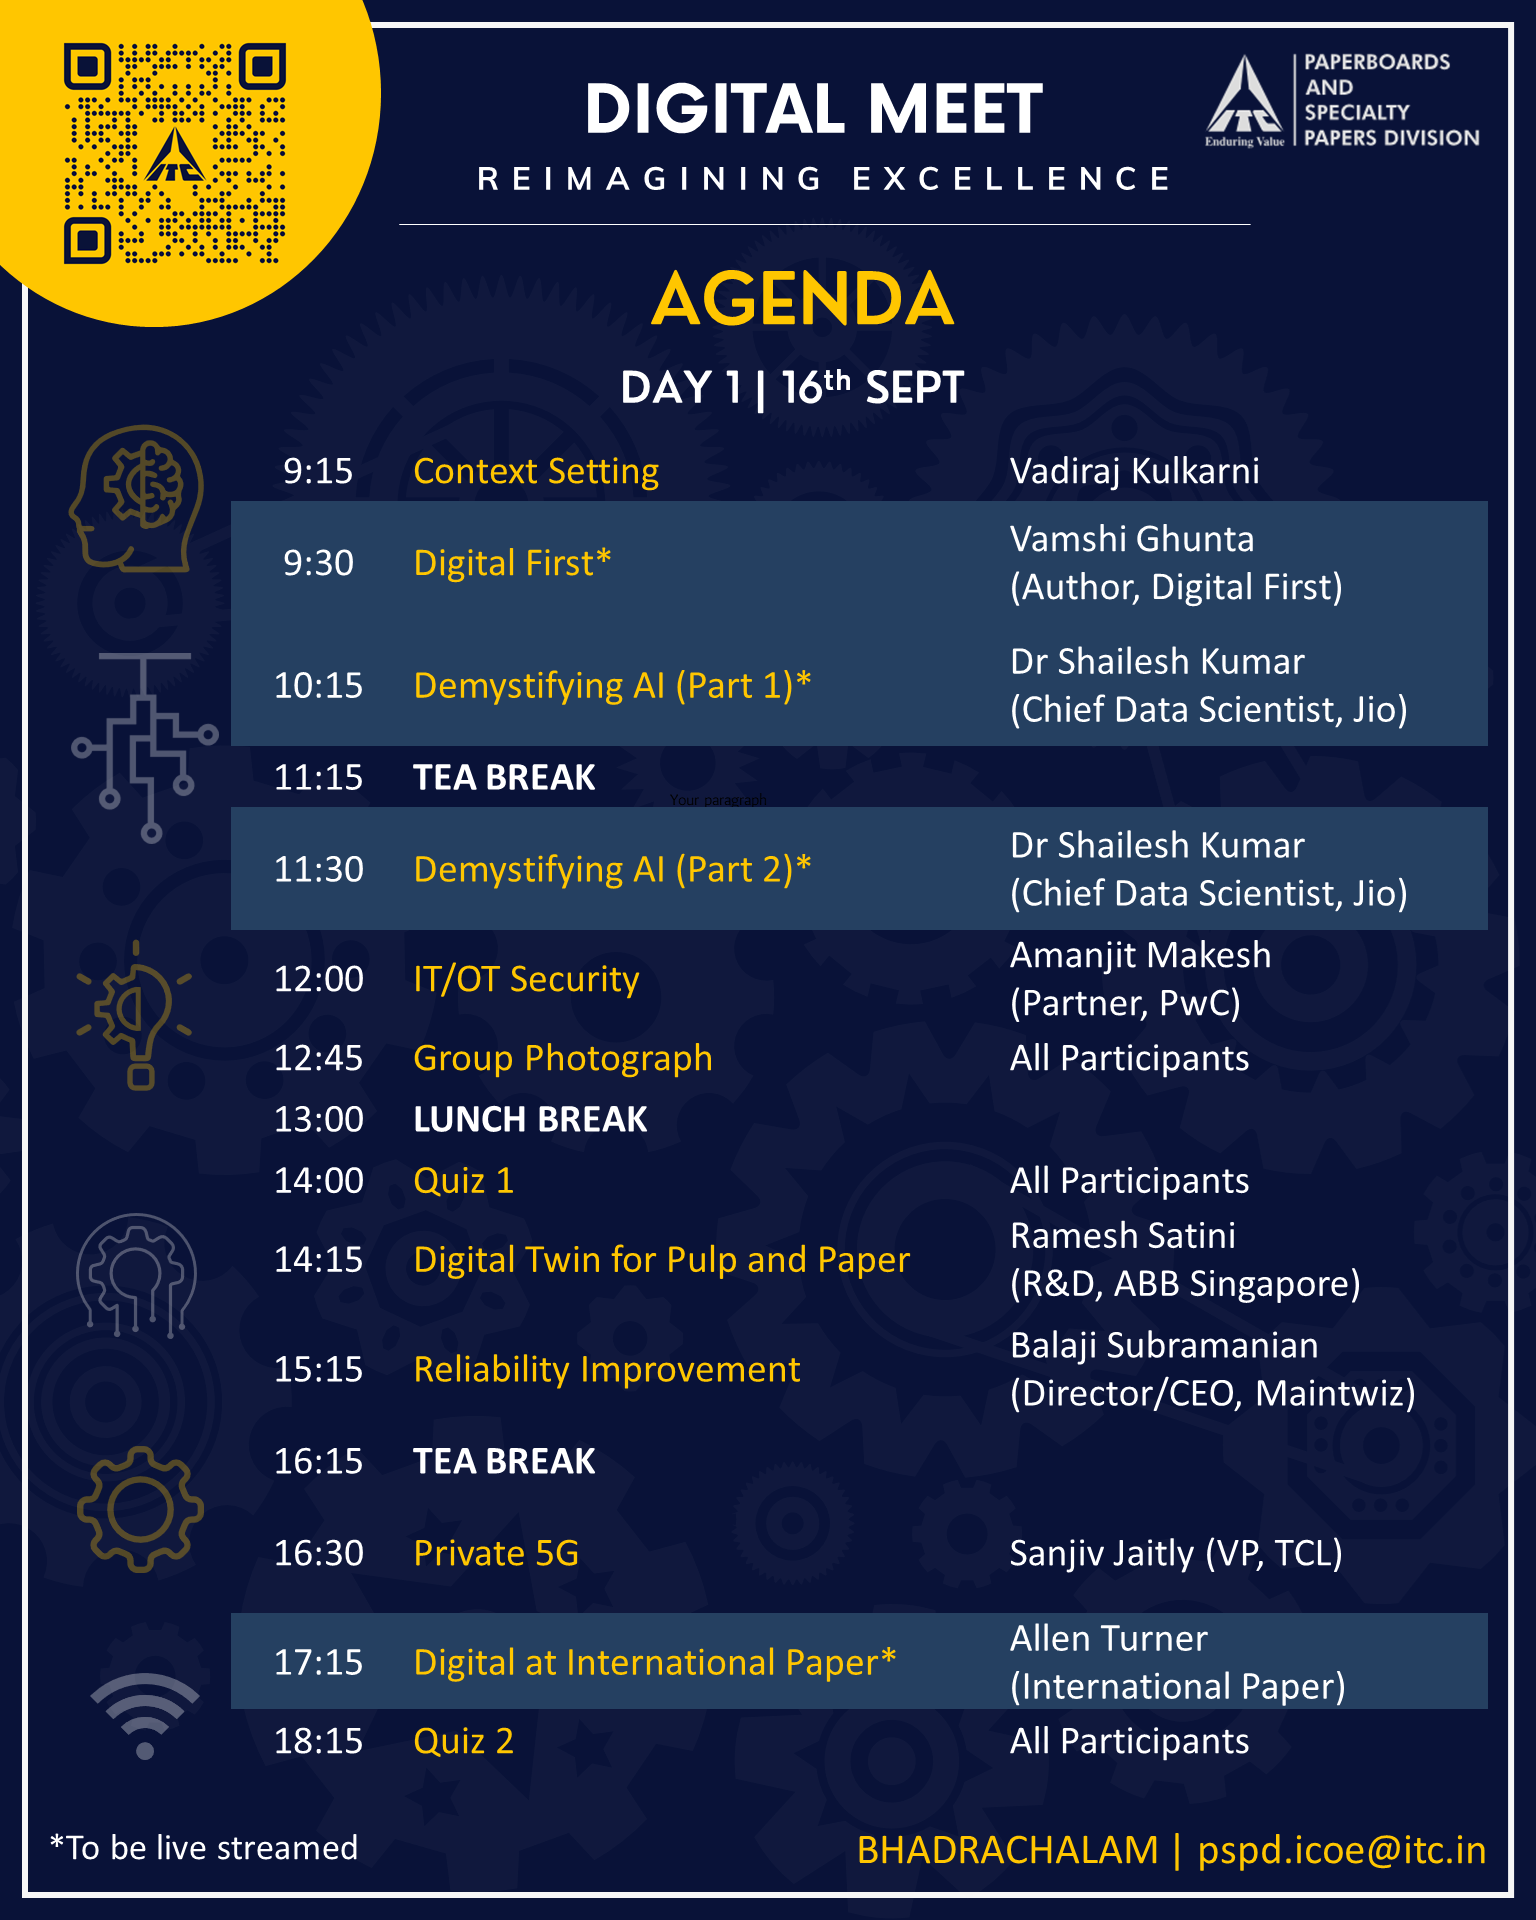 DIGITAL MEET
REIMAGINING EXCELLENCE
ITC
Enduring Value
PAPERBOARDS
AND
SPECIALTY
PAPERS DIVISION
ITC
AGENDA
DAY 1 | 16th SEPT
9:15 Context Setting Vadiraj Kulkarni
9:30 Digital First* Vamshi Ghunta
(Author, Digital First)
10:15 Demystifying AI (Part 1)* Dr Shailesh Kumar
(Chief Data Scientist, Jio)
11:15 TEA BREAK
Your paragraph
11:30 Demystifying AI (Part 2)* Dr Shailesh Kumar
(Chief Data Scientist, Jio)
12:00 IT/OT Security Amanjit Makesh
(Partner, PwC)
12:45 Group Photograph All Participants
13:00 LUNCH BREAK
14:00 Quiz 1 All Participants
14:15 Digital Twin for Pulp and Paper Ramesh Satini
(R&D, ABB Singapore)
15:15 Reliability Improvement Balaji Subramanian
(Director/CEO, Maintwiz)
16:15 TEA BREAK
16:30 Private 5G Sanjiv Jaitly (VP, TCL)
17:15 Digital at International Paper* Allen Turner
(International Paper)
18:15 Quiz 2 All Participants
*To be live streamed
BHADRACHALAM | pspd.icoe@itc.in